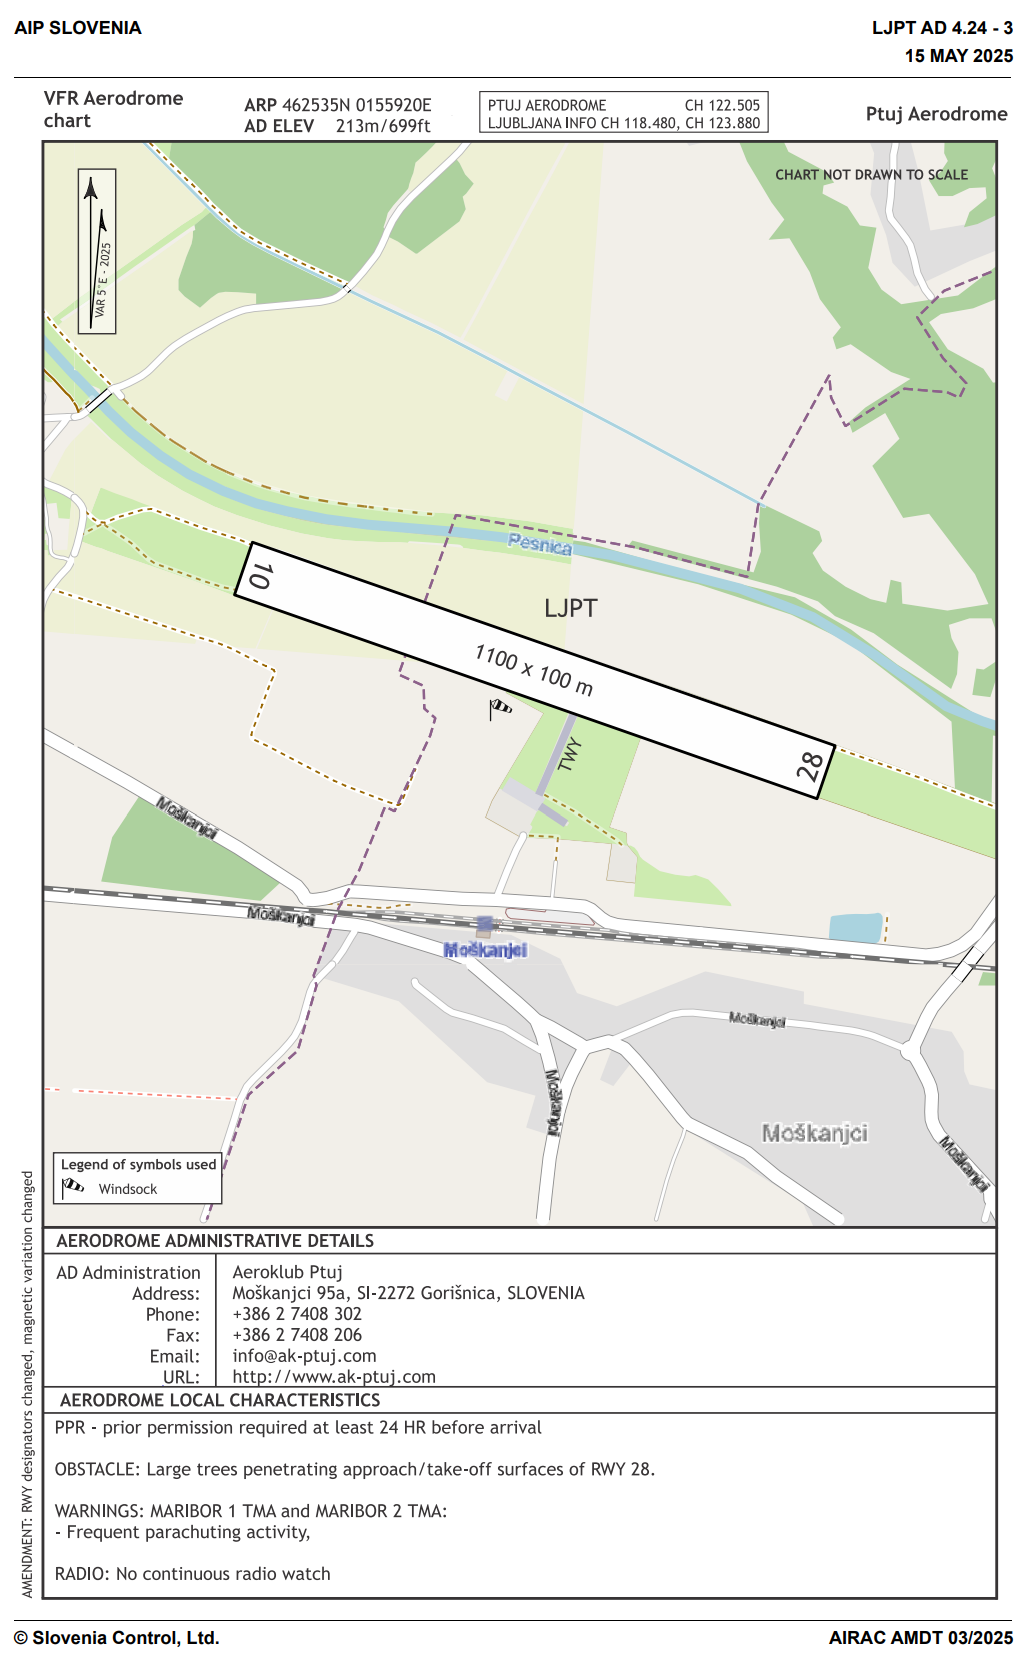 AIP SLOVENIA
LJPT AD 4.24 - 3
15 MAY 2025
VFR Aerodrome
chart
ARP 462535N 0155920E
AD ELEV 213m/699ft
PTUJ AERODROME CH 122.505
LJUBLJANA INFO CH 118.480, CH 123.880
Ptuj Aerodrome
CHART NOT DRAWN TO SCALE
VAR 5°E - 2025
Pesnica
10
LJPT
1100 x 100 m
28
TWY
Moškanjci
Moškanjci
Moškanjci
Moškanjci
Moškanjci
Moškanjci
Moškanjci
Legend of symbols used
Windsock
AMENDMENT: RWY designators changed, magnetic variation changed
AERODROME ADMINISTRATIVE DETAILS
AD Administration Aeroklub Ptuj
Address: Moškanjci 95a, SI-2272 Gorišnica, SLOVENIA
Phone: +386 2 7408 302
Fax: +386 2 7408 206
Email: info@ak-ptuj.com
URL: http://www.ak-ptuj.com
AERODROME LOCAL CHARACTERISTICS
PPR - prior permission required at least 24 HR before arrival
OBSTACLE: Large trees penetrating approach/take-off surfaces of RWY 28.
WARNINGS: MARIBOR 1 TMA and MARIBOR 2 TMA:
- Frequent parachuting activity,
RADIO: No continuous radio watch
© Slovenia Control, Ltd.
AIRAC AMDT 03/2025